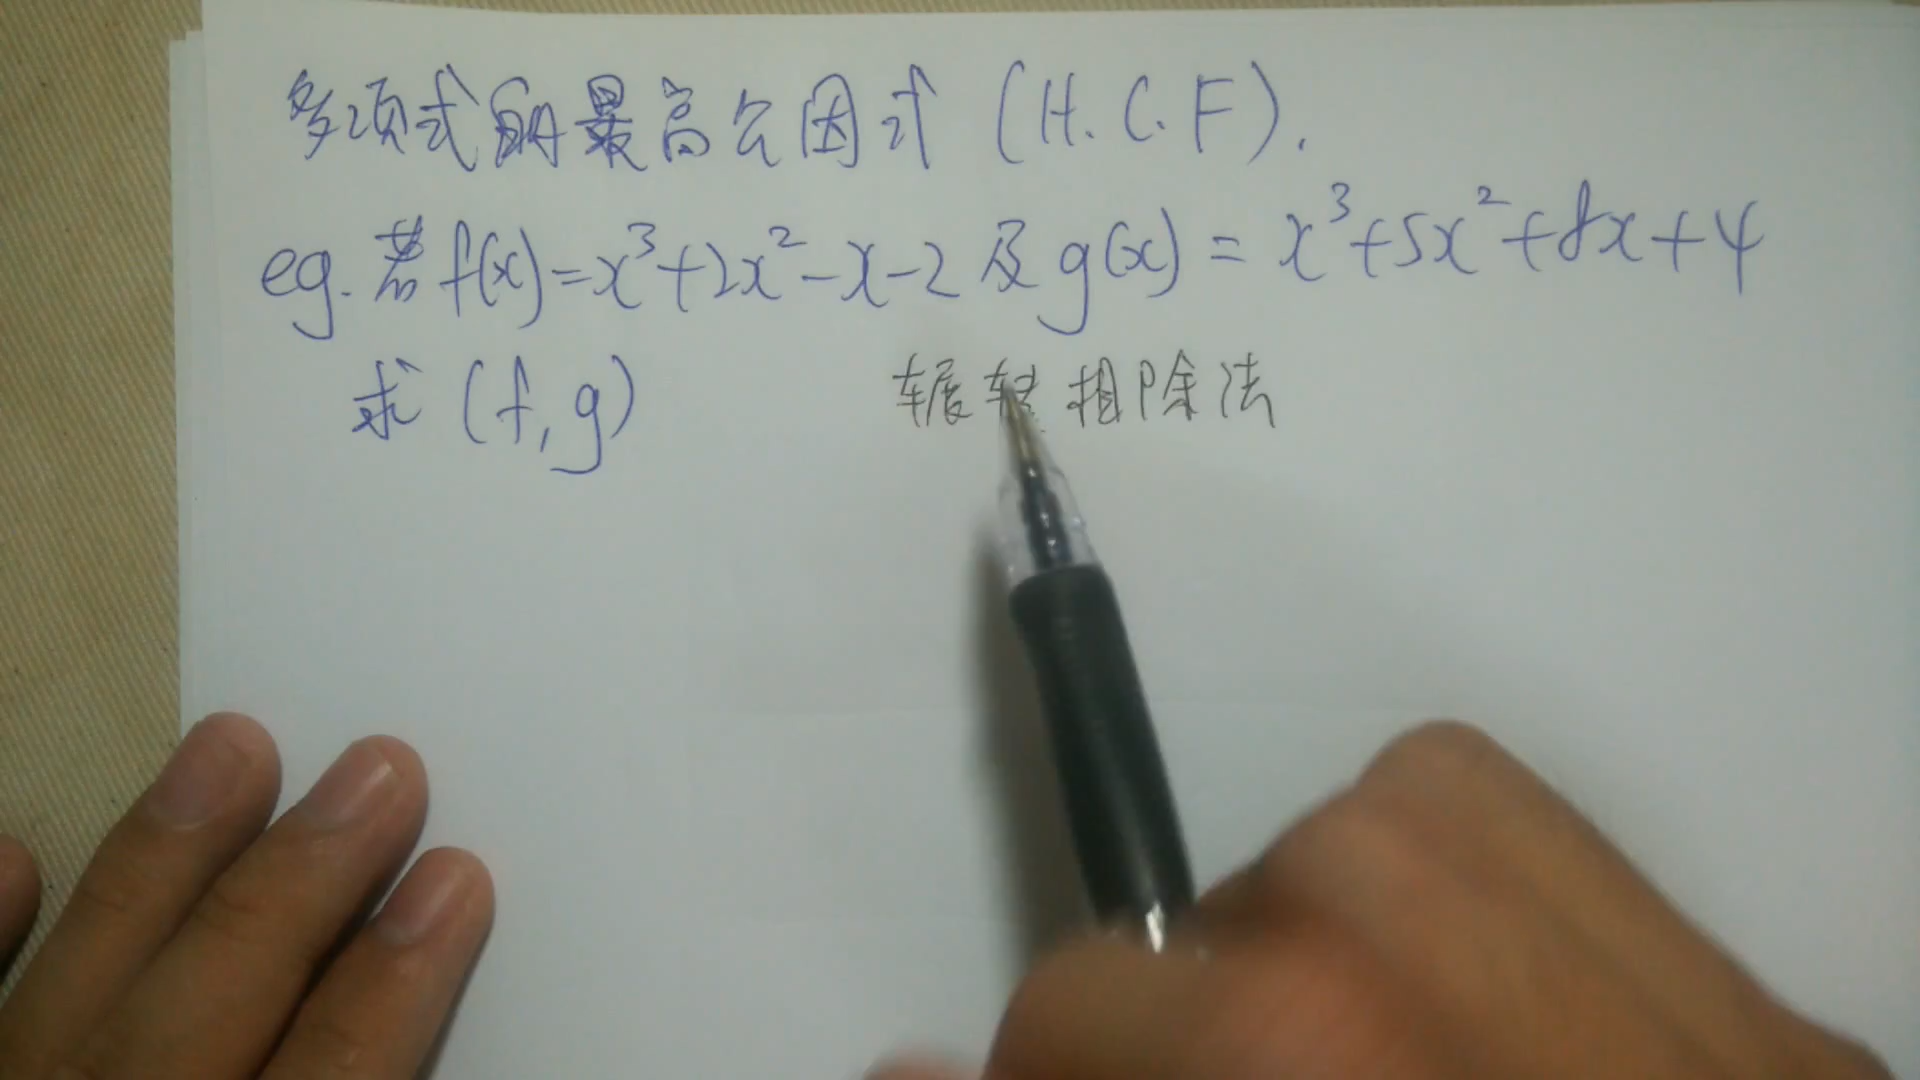 多项式的最高公因式 (H.C.F).
eg. 若 f(x)=x³+2x²-x-2 及 g(x) = x³+5x²+8x+4
求 (f,g)
辗转相除法